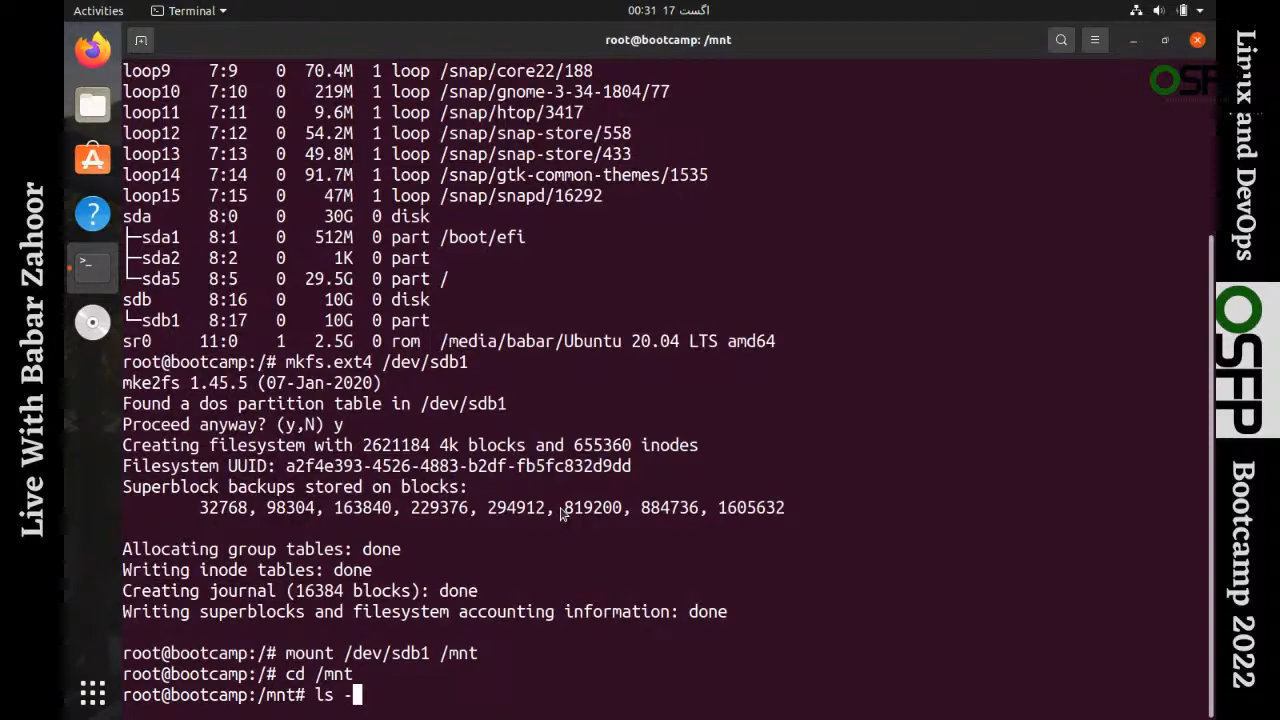 Activities
Terminal
00:31 17 اگست
root@bootcamp: /mnt
loop9 7:9 0 70.4M 1 loop /snap/core22/188
loop10 7:10 0 219M 1 loop /snap/gnome-3-34-1804/77
loop11 7:11 0 9.6M 1 loop /snap/htop/3417
loop12 7:12 0 54.2M 1 loop /snap/snap-store/558
loop13 7:13 0 49.8M 1 loop /snap/snap-store/433
loop14 7:14 0 91.7M 1 loop /snap/gtk-common-themes/1535
loop15 7:15 0 47M 1 loop /snap/snapd/16292
sda 8:0 0 30G 0 disk
├─sda1 8:1 0 512M 0 part /boot/efi
├─sda2 8:2 0 1K 0 part
└─sda5 8:5 0 29.5G 0 part /
sdb 8:16 0 10G 0 disk
└─sdb1 8:17 0 10G 0 part
sr0 11:0 1 2.5G 0 rom /media/babar/Ubuntu 20.04 LTS amd64
root@bootcamp:/# mkfs.ext4 /dev/sdb1
mke2fs 1.45.5 (07-Jan-2020)
Found a dos partition table in /dev/sdb1
Proceed anyway? (y,N) y
Creating filesystem with 2621184 4k blocks and 655360 inodes
Filesystem UUID: a2f4e393-4526-4883-b2df-fb5fc832d9dd
Superblock backups stored on blocks:
32768, 98304, 163840, 229376, 294912, 819200, 884736, 1605632
Allocating group tables: done
Writing inode tables: done
Creating journal (16384 blocks): done
Writing superblocks and filesystem accounting information: done
root@bootcamp:/# mount /dev/sdb1 /mnt
root@bootcamp:/# cd /mnt
root@bootcamp:/mnt# ls -
Live With Babar Zahoor
Linux and DevOps
OSFP
Bootcamp 2022
OSF